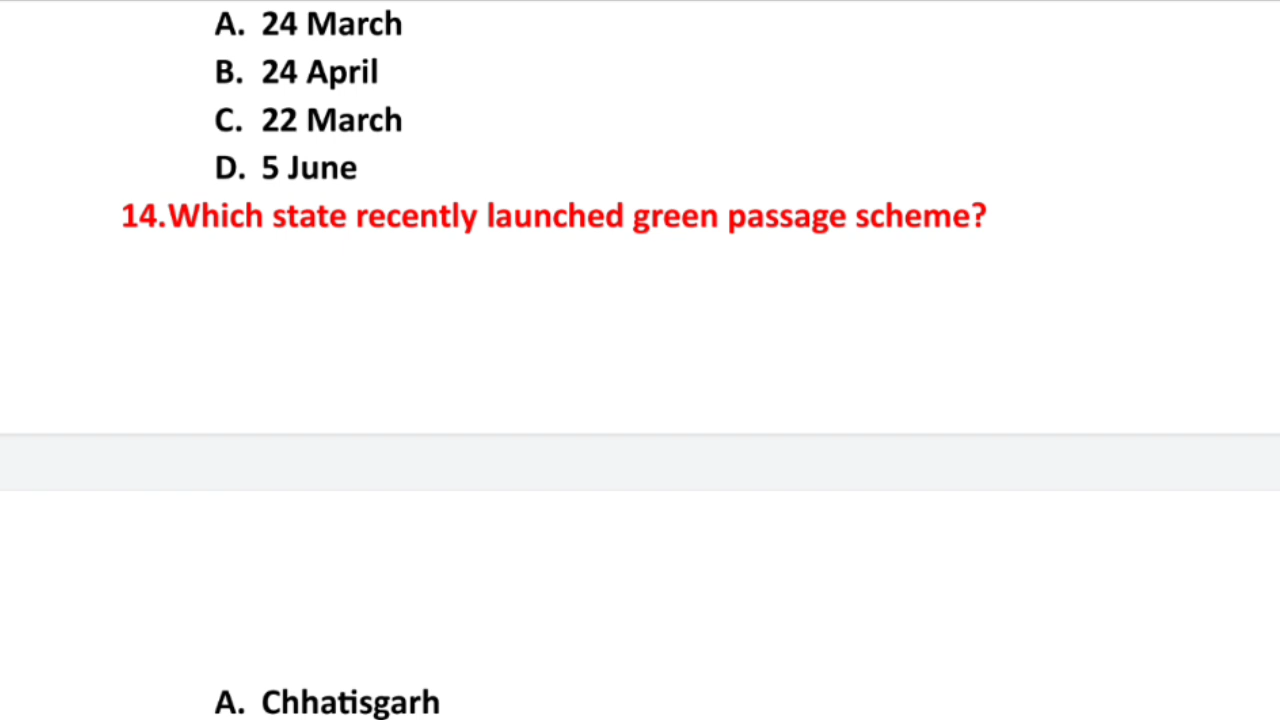 A. 24 March
B. 24 April
C. 22 March
D. 5 June
14.Which state recently launched green passage scheme?
A. Chhatisgarh